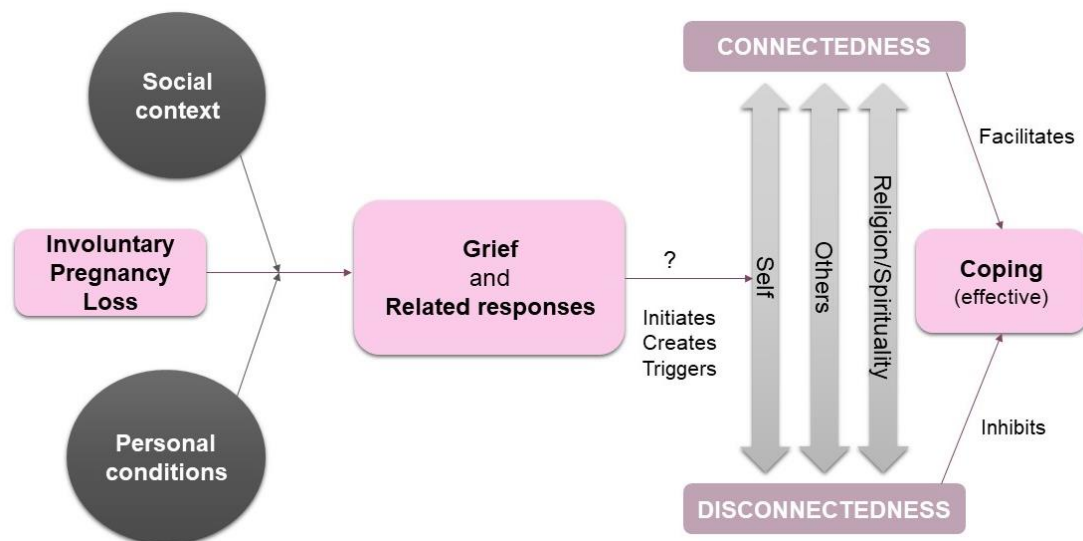 Social
context
Involuntary
Pregnancy
Loss
Personal
conditions
Grief
and
Related responses
?
Initiates
Creates
Triggers
CONNECTEDNESS
Self
Others
Religion/Spirituality
DISCONNECTEDNESS
Facilitates
Coping
(effective)
Inhibits